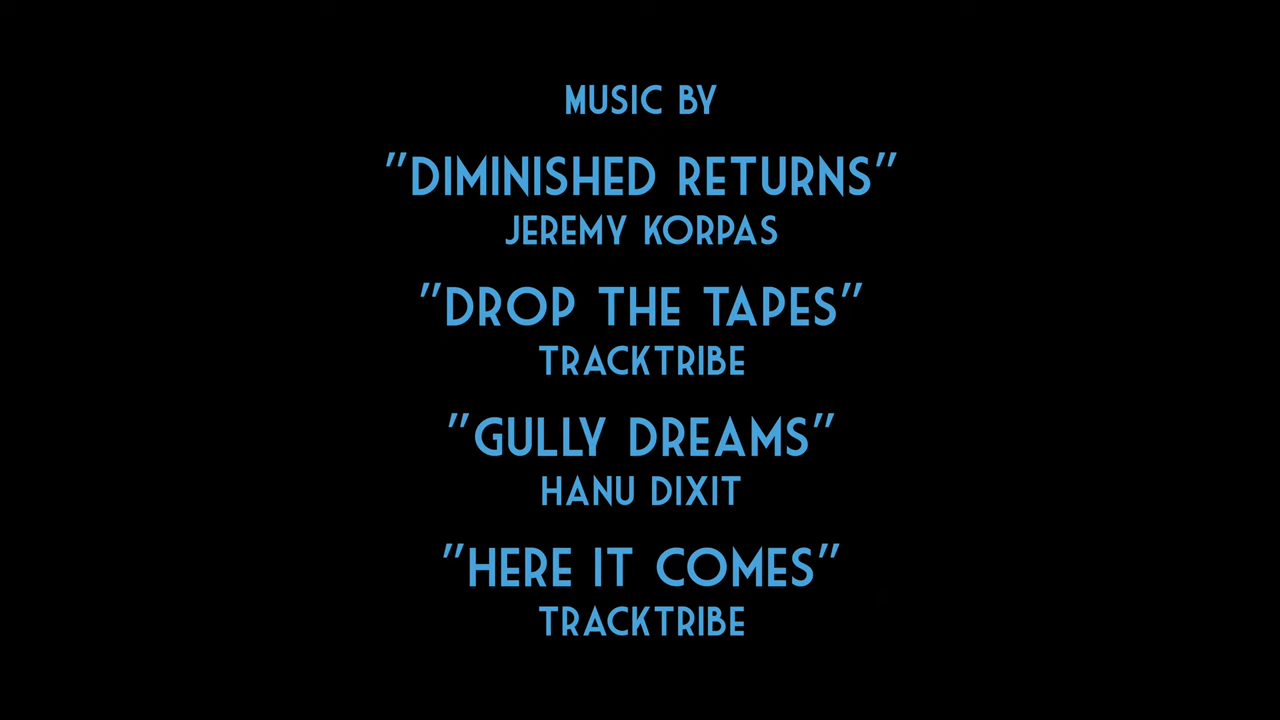 MUSIC BY
"DIMINISHED RETURNS"
JEREMY KORPAS
"DROP THE TAPES"
TRACKTRIBE
"GULLY DREAMS"
HANU DIXIT
"HERE IT COMES"
TRACKTRIBE